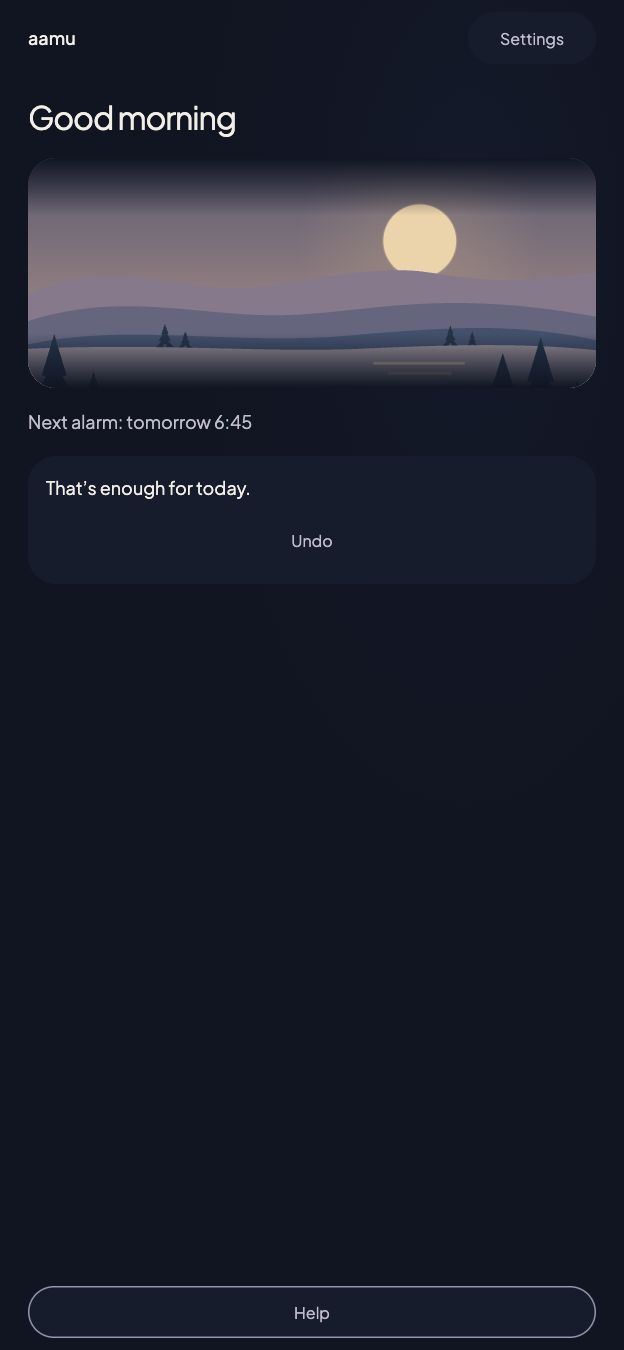 aamu
Settings
Good morning
Next alarm: tomorrow 6:45
That’s enough for today.
Undo
Help